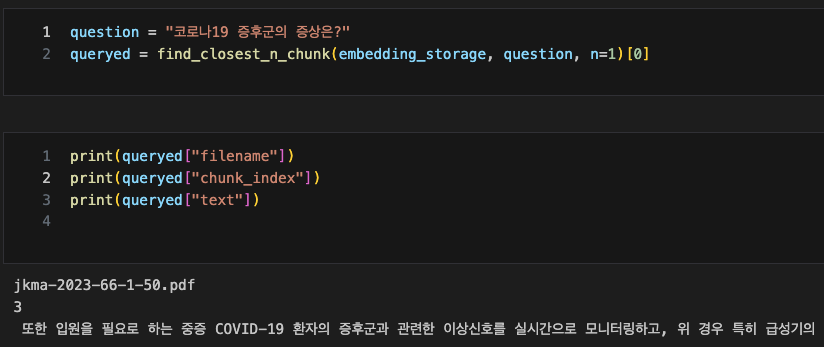 1 question = "코로나19 증후군의 증상은?"
2 queryed = find_closest_n_chunk(embedding_storage, question, n=1)[0]
1 print(queryed["filename"])
2 print(queryed["chunk_index"])
3 print(queryed["text"])
4
jkma-2023-66-1-50.pdf
3
또한 입원을 필요로 하는 중증 COVID-19 환자의 증후군과 관련한 이상신호를 실시간으로 모니터링하고, 위 경우 특히 급성기의